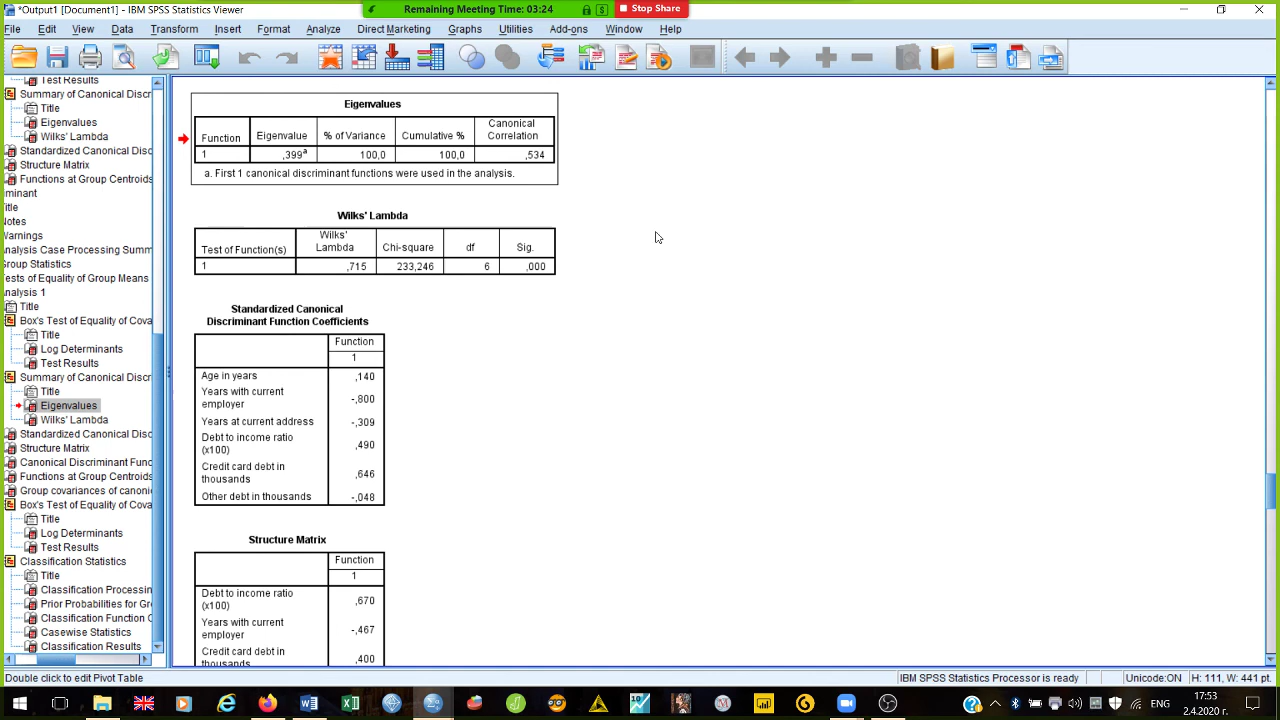 *Output1 [Document1] - IBM SPSS Statistics Viewer
Remaining Meeting Time: 03:24
Stop Share
File Edit View Data Transform Insert Format Analyze Direct Marketing Graphs Utilities Add-ons Window Help
Test Results
Summary of Canonical Discr
Title
Eigenvalues
Wilks' Lambda
Standardized Canonical Disc
Structure Matrix
Functions at Group Centroids
minant
itle
Notes
Warnings
Analysis Case Processing Summ
Group Statistics
Tests of Equality of Group Means
Analysis 1
Title
Box's Test of Equality of Cova
Title
Log Determinants
Test Results
Summary of Canonical Discr
Title
Eigenvalues
Wilks' Lambda
Standardized Canonical Disc
Structure Matrix
Canonical Discriminant Func
Functions at Group Centroids
Group covariances of canoni
Box's Test of Equality of Cova
Title
Log Determinants
Test Results
Classification Statistics
Title
Classification Processin
Prior Probabilities for Gr
Classification Function C
Casewise Statistics
Classification Results
Eigenvalues
Function Eigenvalue % of Variance Cumulative % Canonical Correlation
1 ,399a 100,0 100,0 ,534
a. First 1 canonical discriminant functions were used in the analysis.
Wilks' Lambda
Test of Function(s) Wilks' Lambda Chi-square df Sig.
1 ,715 233,246 6 ,000
Standardized Canonical
Discriminant Function Coefficients
Function
1
Age in years ,140
Years with current employer -,800
Years at current address -,309
Debt to income ratio (x100) ,490
Credit card debt in thousands ,646
Other debt in thousands -,048
Structure Matrix
Function
1
Debt to income ratio (x100) ,670
Years with current employer -,467
Credit card debt in thousands ,400
Double click to edit Pivot Table
IBM SPSS Statistics Processor is ready
Unicode:ON
H: 111, W: 441 pt.
ENG
17:53
2.4.2020 г.